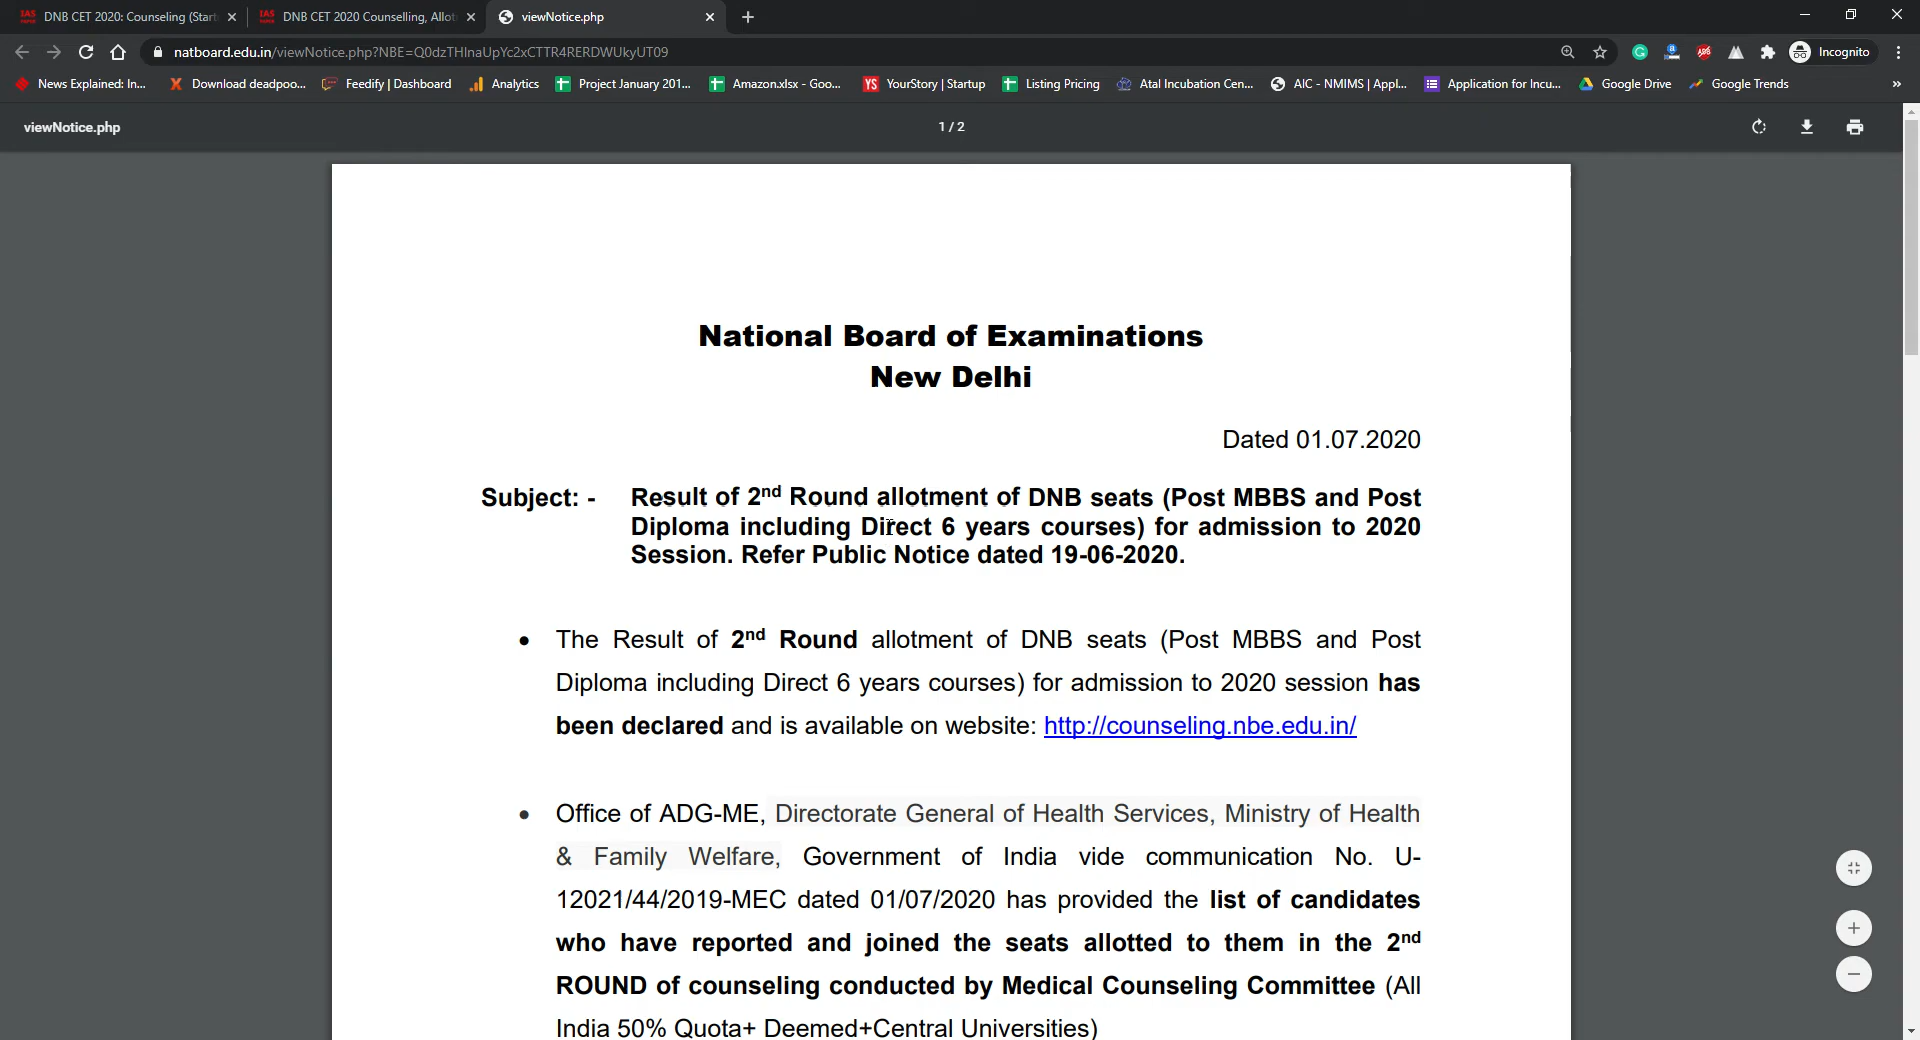 DNB CET 2020: Counseling (Start
DNB CET 2020 Counselling, Allot
viewNotice.php
natboard.edu.in/viewNotice.php?NBE=Q0dzTHlnaUpYc2xCTTR4RERDWUkyUT09
Incognito
News Explained: In...
Download deadpoo...
Feedify | Dashboard
Analytics
Project January 201...
Amazon.xlsx - Goo...
YS YourStory | Startup
Listing Pricing
Atal Incubation Cen...
AIC - NMIMS | Appl...
Application for Incu...
Google Drive
Google Trends
»
viewNotice.php
1 / 2
National Board of Examinations
New Delhi
Dated 01.07.2020
Subject: - Result of 2nd Round allotment of DNB seats (Post MBBS and Post
Diploma including Direct 6 years courses) for admission to 2020
Session. Refer Public Notice dated 19-06-2020.
• The Result of 2nd Round allotment of DNB seats (Post MBBS and Post
Diploma including Direct 6 years courses) for admission to 2020 session has
been declared and is available on website: http://counseling.nbe.edu.in/
• Office of ADG-ME, Directorate General of Health Services, Ministry of Health
& Family Welfare, Government of India vide communication No. U-
12021/44/2019-MEC dated 01/07/2020 has provided the list of candidates
who have reported and joined the seats allotted to them in the 2nd
ROUND of counseling conducted by Medical Counseling Committee (All
India 50% Quota+ Deemed+Central Universities)